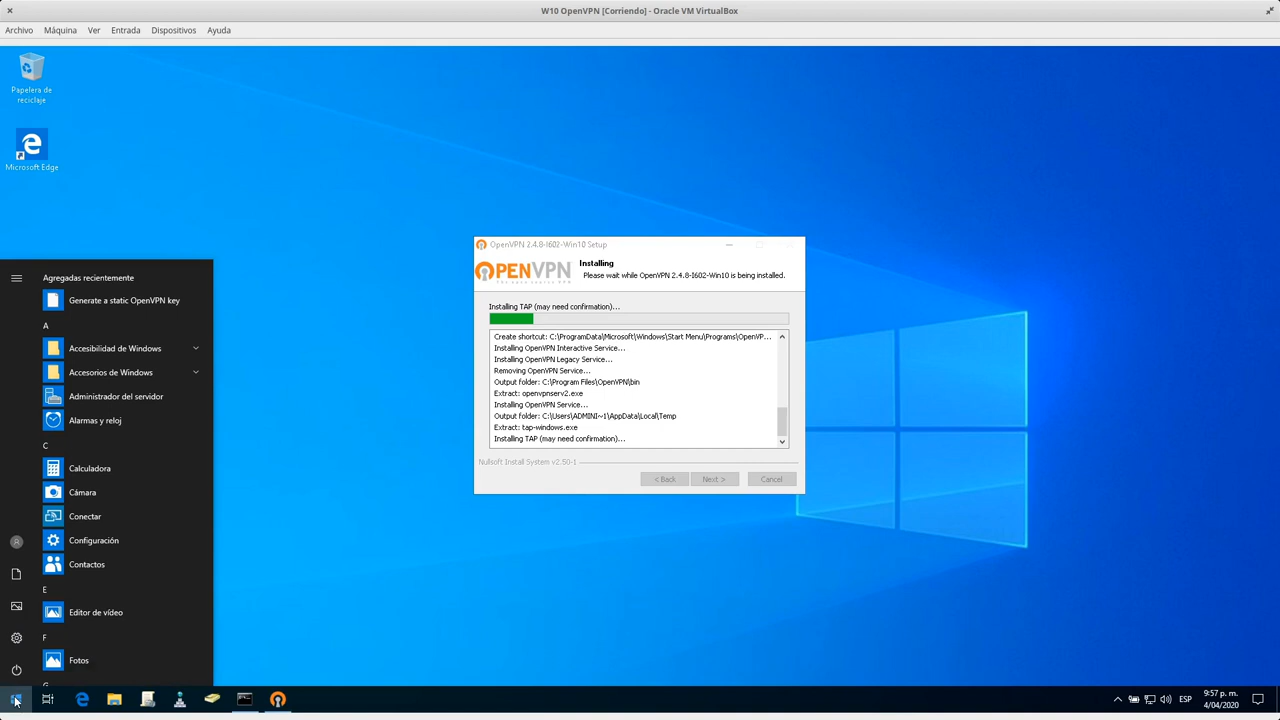 W10 OpenVPN [Corriendo] - Oracle VM VirtualBox
Archivo Máquina Ver Entrada Dispositivos Ayuda
Papelera de
reciclaje
Microsoft Edge
OpenVPN 2.4.8-I602-Win10 Setup
OPENVPN
Installing
Please wait while OpenVPN 2.4.8-I602-Win10 is being installed.
Installing TAP (may need confirmation)...
Create shortcut: C:\ProgramData\Microsoft\Windows\Start Menu\Programs\OpenVP...
Installing OpenVPN Interactive Service...
Installing OpenVPN Legacy Service...
Removing OpenVPN Service...
Output folder: C:\Program Files\OpenVPN\bin
Extract: openvpnserv2.exe
Installing OpenVPN Service...
Output folder: C:\Users\ADMINI~1\AppData\Local\Temp
Extract: tap-windows.exe
Installing TAP (may need confirmation)...
Nullsoft Install System v2.50-1
< Back Next > Cancel
Agregadas recientemente
Generate a static OpenVPN key
A
Accesibilidad de Windows
Accesorios de Windows
Administrador del servidor
Alarmas y reloj
C
Calculadora
Cámara
Conectar
Configuración
Contactos
E
Editor de vídeo
F
Fotos
ESP
9:57 p. m.
4/04/2020